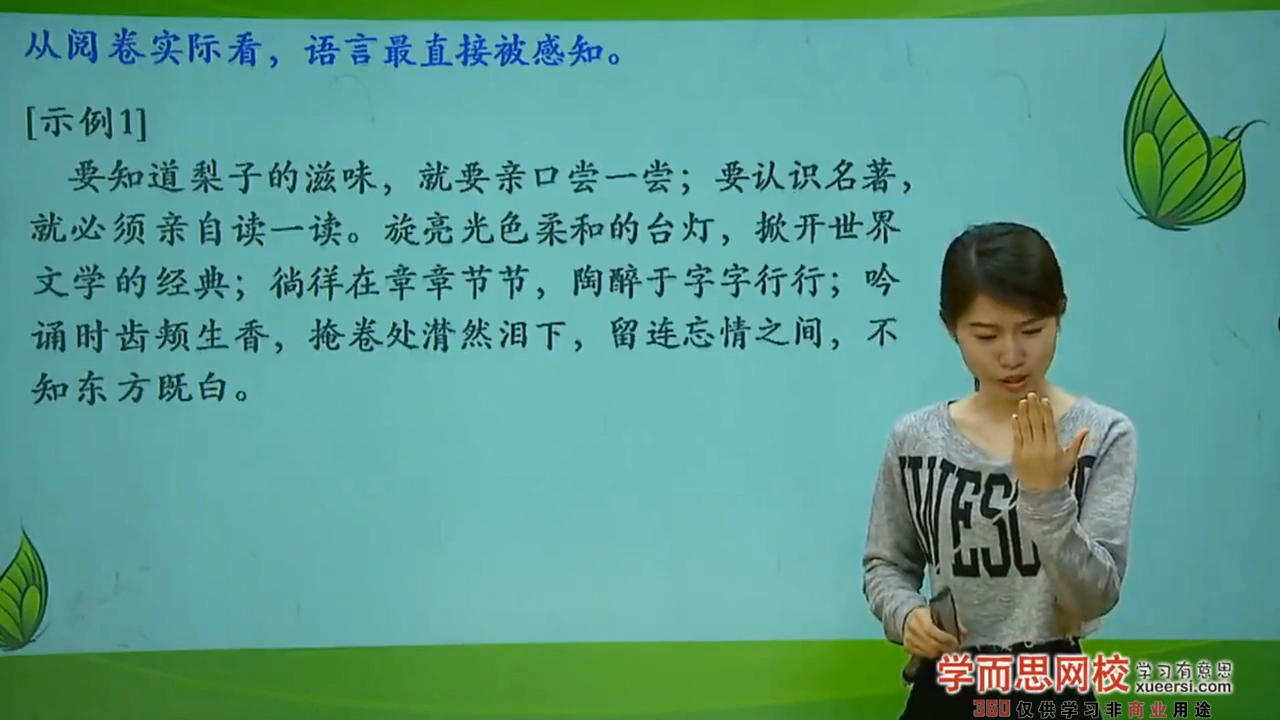 从阅卷实际看，语言最直接被感知。
[示例1]
要知道梨子的滋味，就要亲口尝一尝；要认识名著，
就必须亲自读一读。旋亮光色柔和的台灯，掀开世界
文学的经典；徜徉在章章节节，陶醉于字字行行；吟
诵时齿颊生香，掩卷处潸然泪下，留连忘情之间，不
知东方既白。
学而思网校 学习有意思
xueersi.com
360仅供学习非商业用途